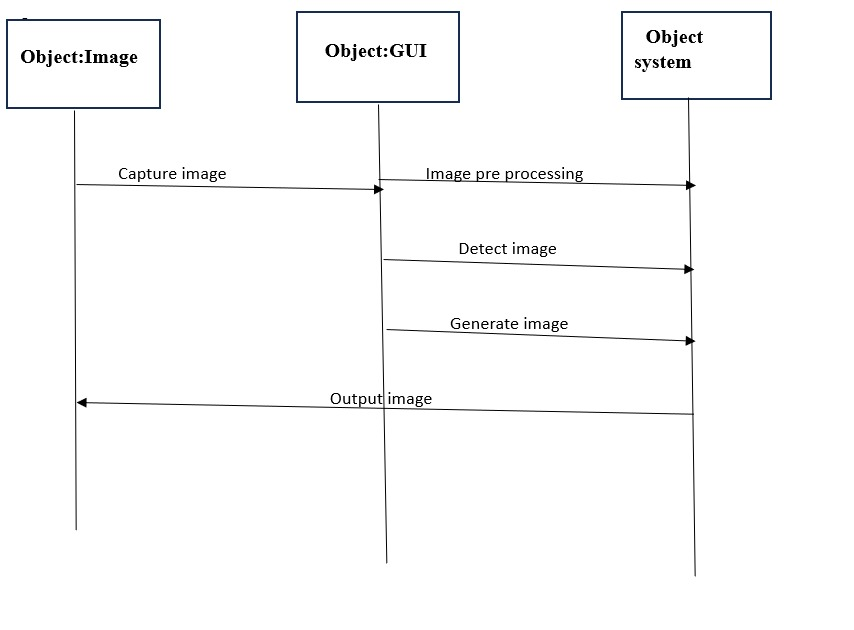 Object:Image
Object:GUI
Object
system
Capture image
Image pre processing
Detect image
Generate image
Output image